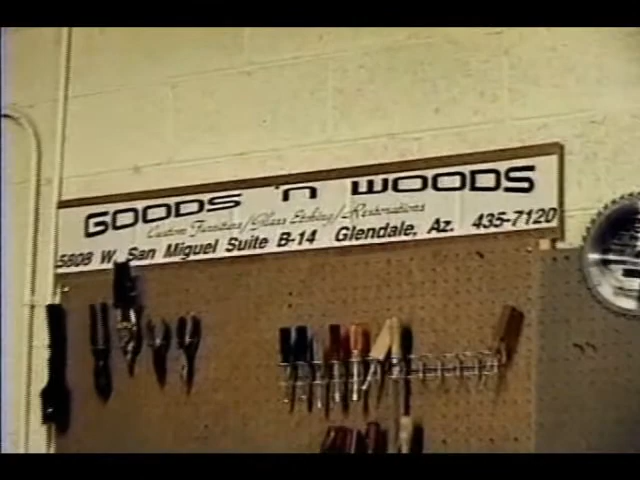 GOODS 'N WOODS
Custom Furniture/Glass Etching/Restorations
5808 W. San Miguel Suite B-14 Glendale, Az. 435-7120